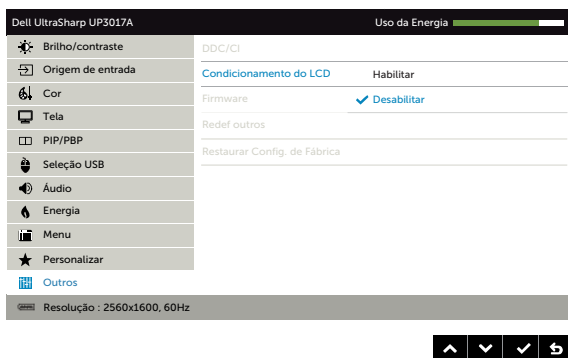 Dell UltraSharp UP3017A Uso da Energia
Brilho/contraste
Origem de entrada
Cor
Tela
PIP/PBP
Seleção USB
Áudio
Energia
Menu
Personalizar
Outros
DDC/CI
Condicionamento do LCD Habilitar
Firmware Desabilitar
Redef outros
Restaurar Config. de Fábrica
Resolução : 2560x1600, 60Hz